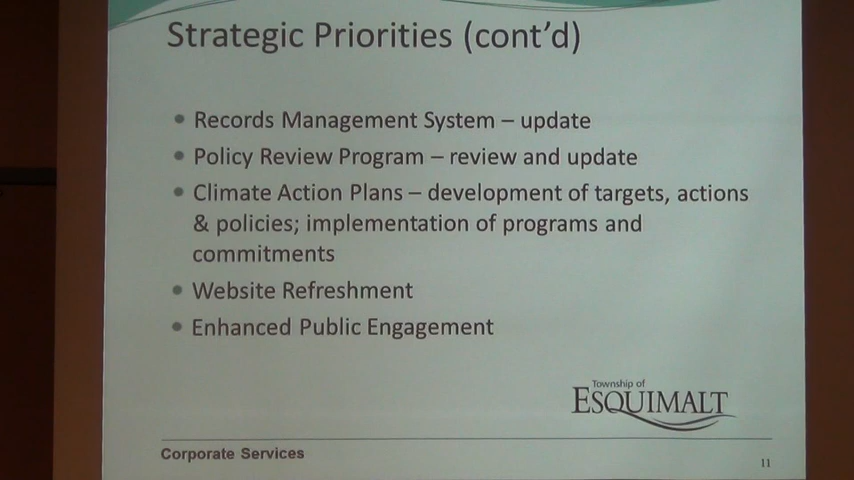 Strategic Priorities (cont'd)
• Records Management System – update
• Policy Review Program – review and update
• Climate Action Plans – development of targets, actions
& policies; implementation of programs and
commitments
• Website Refreshment
• Enhanced Public Engagement
Township of
ESQUIMALT
Corporate Services
11